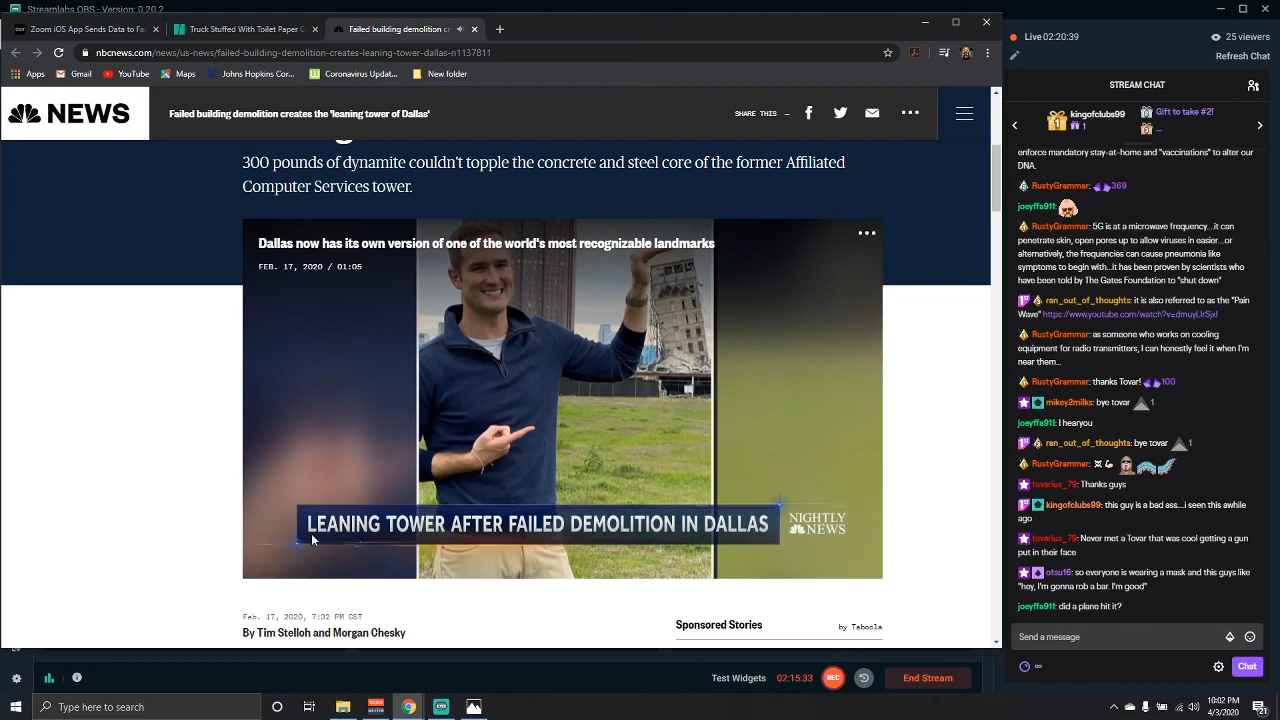 Streamlabs OBS - Version: 0.20.2
Zoom iOS App Sends Data to Fa
Truck Stuffed With Toilet Paper C
Failed building demolition c
nbcnews.com/news/us-news/failed-building-demolition-creates-leaning-tower-dallas-n1137811
Apps Gmail YouTube Maps Johns Hopkins Cor... Coronavirus Updat... New folder
NEWS
Failed building demolition creates the 'leaning tower of Dallas'
SHARE THIS –
300 pounds of dynamite couldn't topple the concrete and steel core of the former Affiliated
Computer Services tower.
Dallas now has its own version of one of the world's most recognizable landmarks
FEB. 17, 2020 / 01:05
LEANING TOWER AFTER FAILED DEMOLITION IN DALLAS
NIGHTLY
NEWS
Feb. 17, 2020, 7:32 PM CST
By Tim Stelloh and Morgan Chesky
Sponsored Stories
by Taboola
Live 02:20:39
25 viewers
Refresh Chat
STREAM CHAT
1 kingofclubs99
1
Gift to take #2!
2
3 –
enforce mandatory stay-at-home and "vaccinations" to alter our
DNA.
RustyGrammar: 369
joeyffa911:
RustyGrammar: 5G is at a microwave frequency...it can
penetrate skin, open pores up to allow viruses in easier...or
alternatively, the frequencies can cause pneumonia like
symptoms to begin with...it has been proven by scientists who
have been told by The Gates Foundation to "shut down"
ran_out_of_thoughts: it is also referred to as the "Pain
Wave"
RustyGrammar: as someone who works on cooling
equipment for radio transmitters, I can honestly feel it when I'm
near them...
RustyGrammar: thanks Tovar! 100
mikey2milks: bye tovar 1
joeyffa911: I hearyou
ran_out_of_thoughts: bye tovar 1
RustyGrammar:
tovarius_79: Thanks guys
kingofclubs99: this guy is a bad ass...i seen this awhile
ago
tovarius_79: Never met a Tovar that was cool getting a gun
put in their face
otsu16: so everyone is wearing a mask and this guys like
"hey, I'm gonna rob a bar. I'm good"
joeyffa911: did a plane hit it?
Send a message
∞
Chat
Test Widgets
02:15:33
REC
End Stream
Type here to search
10:02 PM
4/3/2020